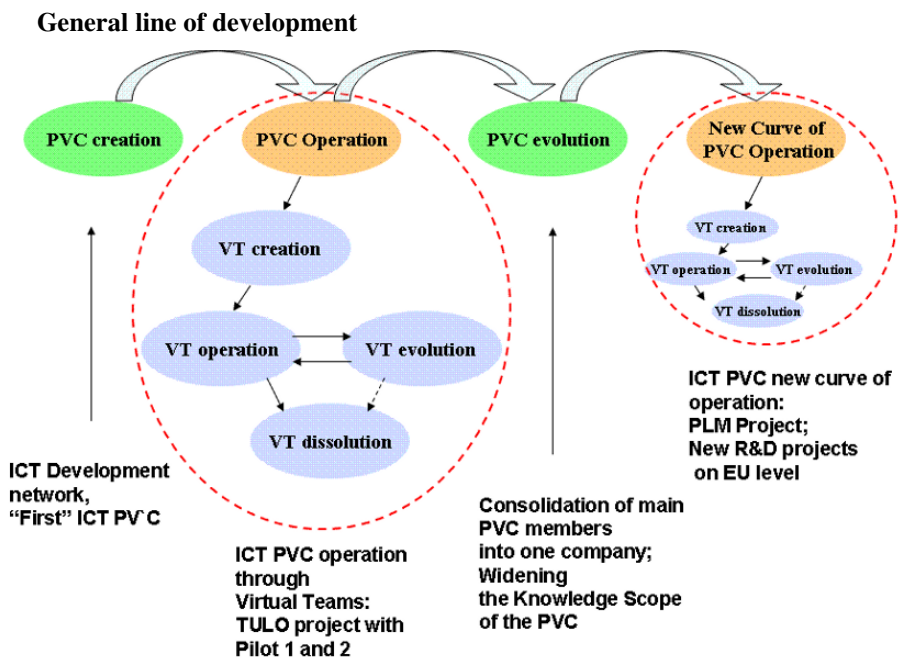 General line of development
PVC creation
PVC Operation
PVC evolution
New Curve of
PVC Operation
VT creation
VT operation
VT evolution
VT dissolution
VT creation
VT operation
VT evolution
VT dissolution
ICT Development
network,
“First” ICT PV`C
ICT PVC operation
through
Virtual Teams:
TULO project with
Pilot 1 and 2
Consolidation of main
PVC members
into one company;
Widening
the Knowledge Scope
of the PVC
ICT PVC new curve of
operation:
PLM Project;
New R&D projects
on EU level